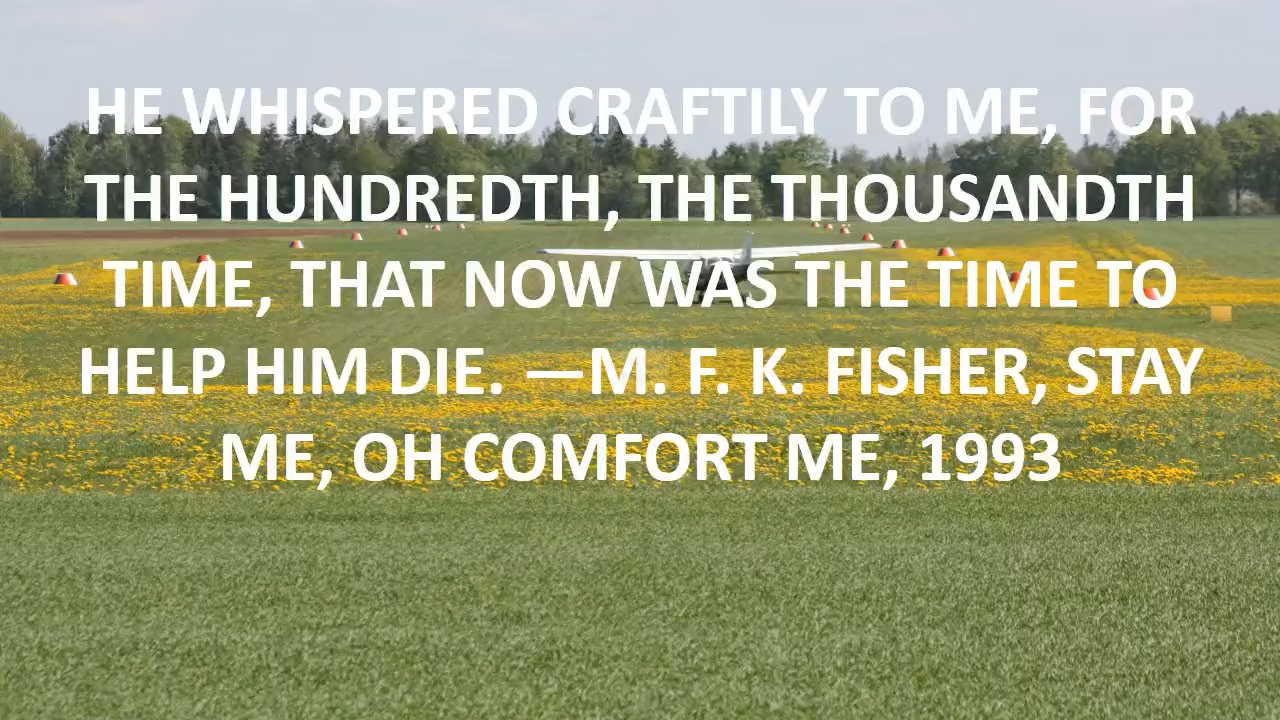 HE WHISPERED CRAFTILY TO ME, FOR
THE HUNDREDTH, THE THOUSANDTH
TIME, THAT NOW WAS THE TIME TO
HELP HIM DIE. —M. F. K. FISHER, STAY
ME, OH COMFORT ME, 1993